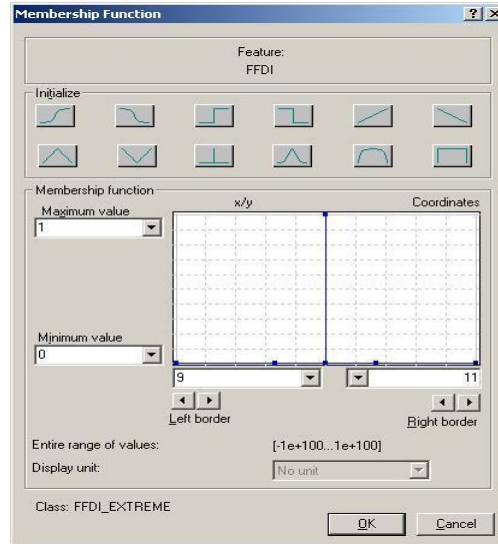 Membership Function
Feature:
FFDI
Initialize
Membership function
Maximum value
x/y
Coordinates
1
Minimum value
0
9
11
Left border
Right border
Entire range of values:
[-1e+100...1e+100]
Display unit:
No unit
Class: FFDI_EXTREME
OK
Cancel